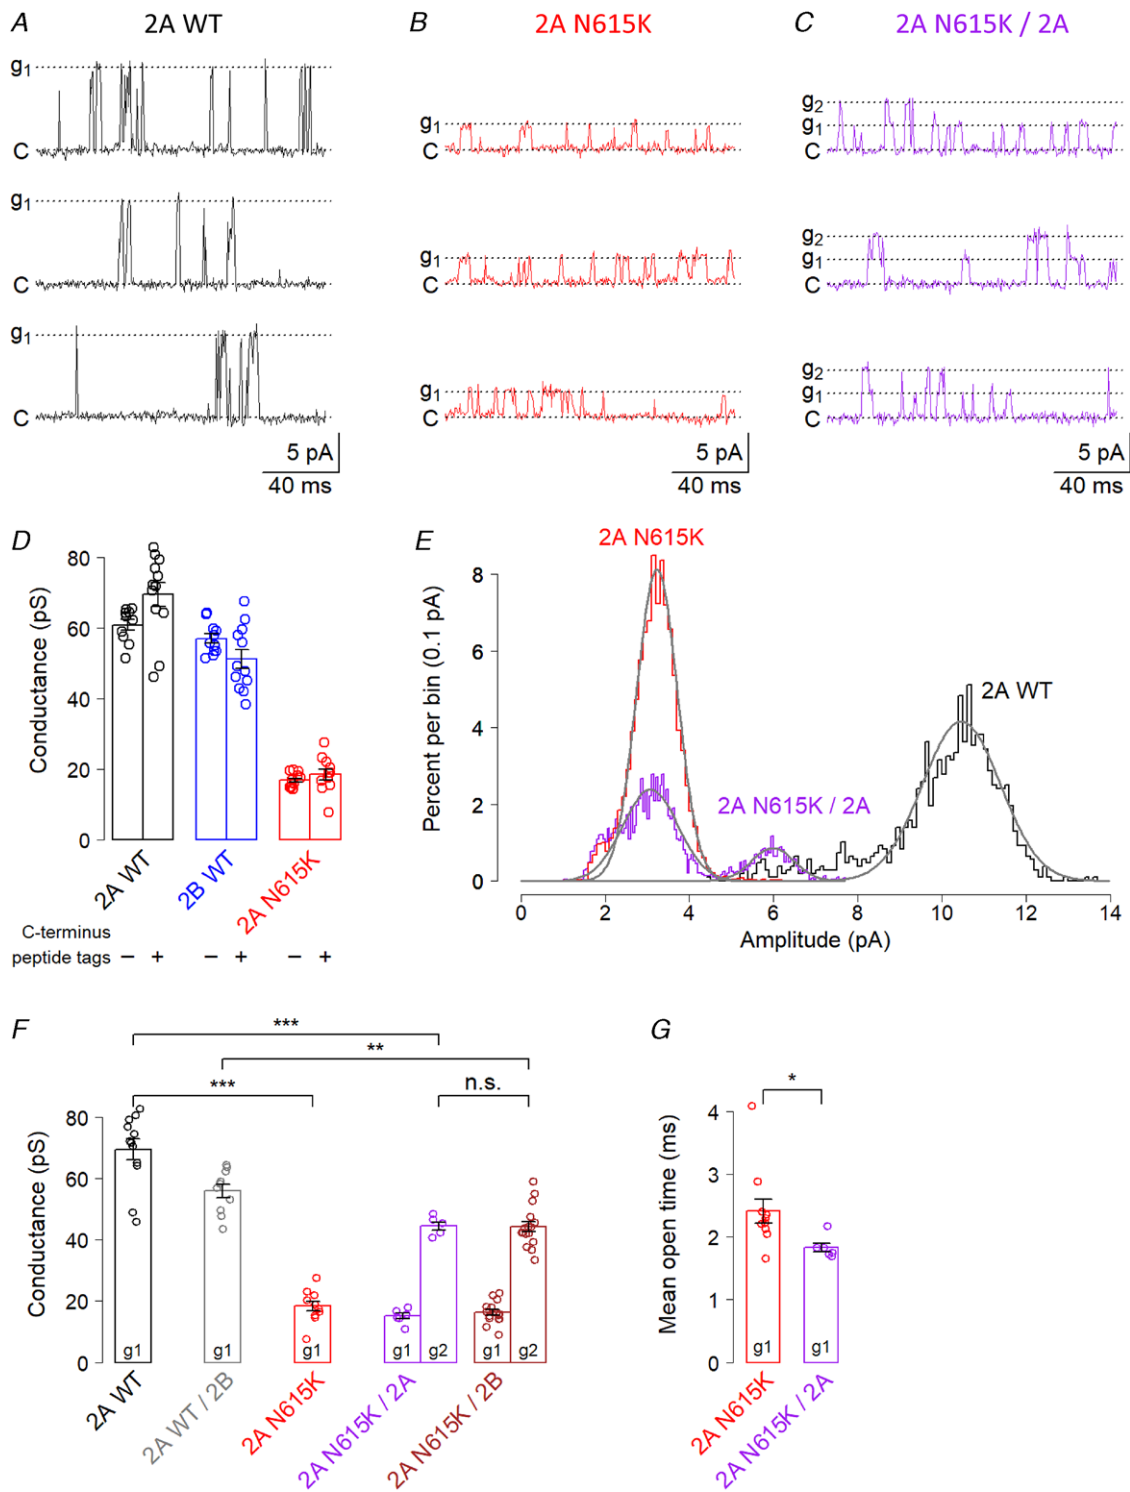 A 2A WT
g1
C
g1
C
g1
C
5 pA
40 ms
B 2A N615K
g1
C
g1
C
g1
C
5 pA
40 ms
C 2A N615K / 2A
g2
g1
C
g2
g1
C
g2
g1
C
5 pA
40 ms
D
Conductance (pS)
80
60
40
20
0
2A WT
2B WT
2A N615K
C-terminus
peptide tags − + − + − +
E
Percent per bin (0.1 pA)
8
6
4
2
0
2A N615K
2A N615K / 2A
2A WT
0 2 4 6 8 10 12 14
Amplitude (pA)
F
***
**
***
n.s.
Conductance (pS)
80
60
40
20
0
g1 g1 g1 g1 g2 g1 g2
2A WT
2A WT / 2B
2A N615K
2A N615K / 2A
2A N615K / 2B
G
*
Mean open time (ms)
4
3
2
1
0
g1 g1
2A N615K
2A N615K / 2A